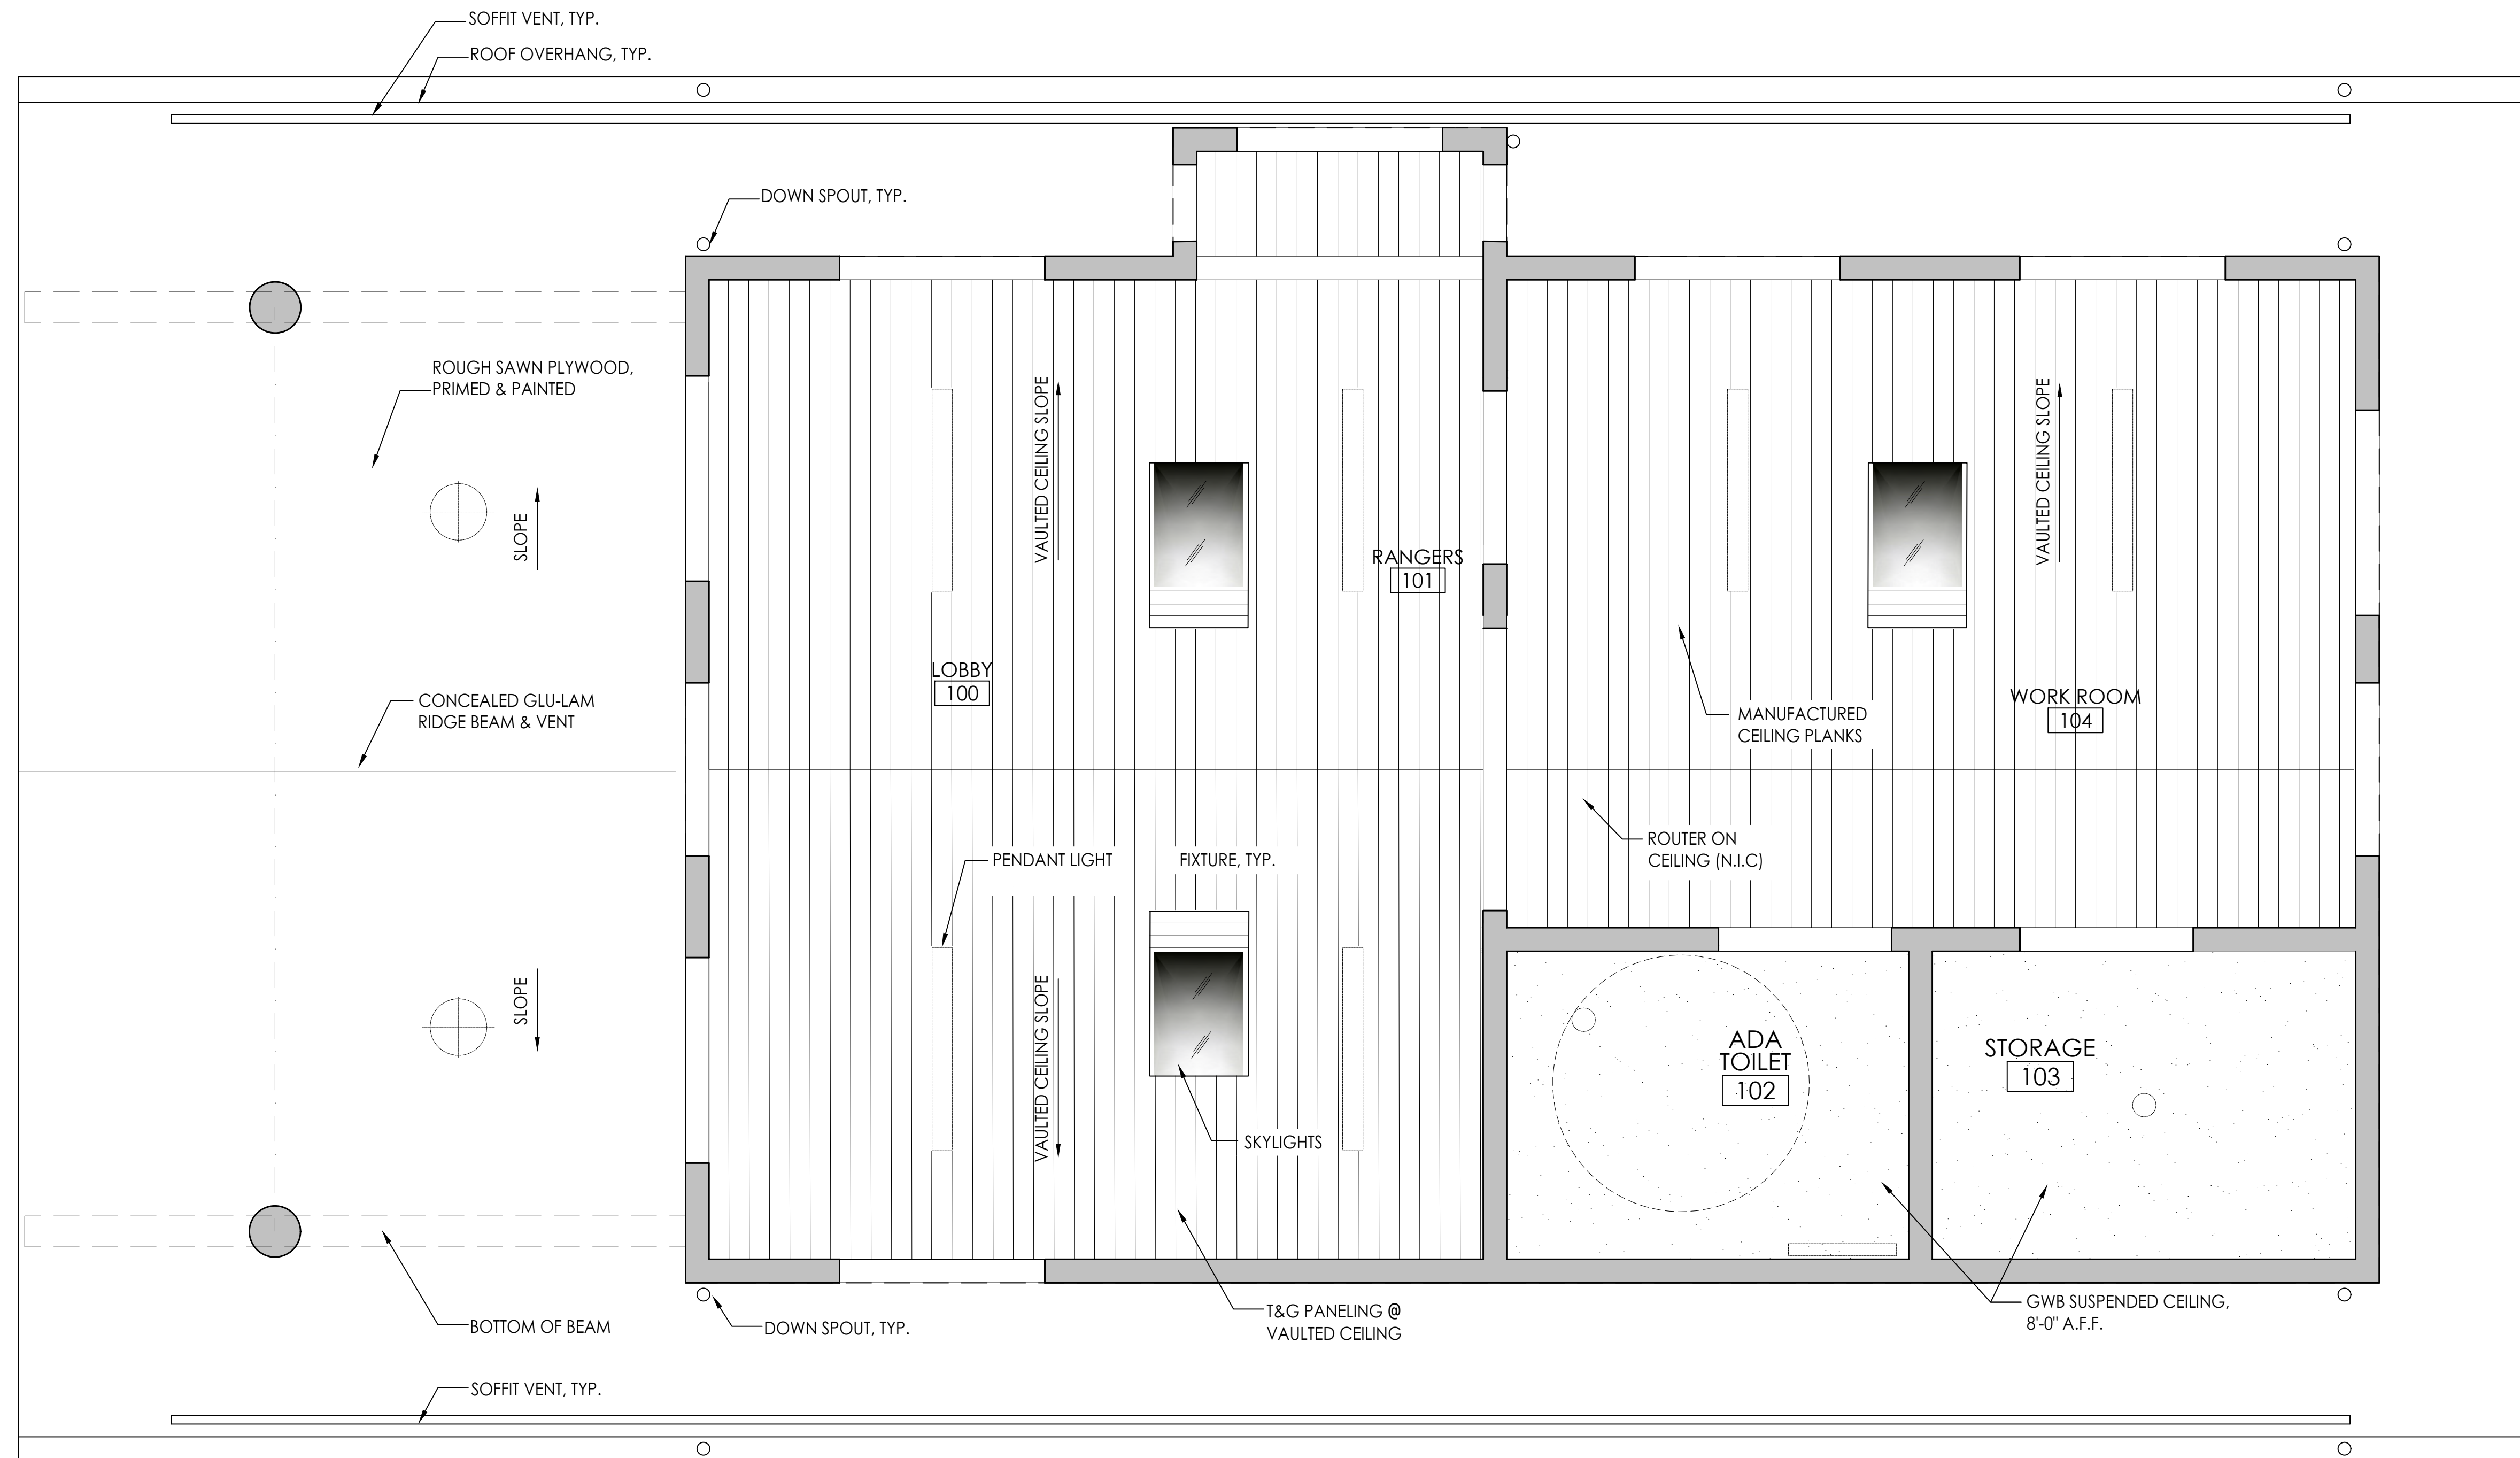 SOFFIT VENT, TYP.
ROOF OVERHANG, TYP.
DOWN SPOUT, TYP.
ROUGH SAWN PLYWOOD,
PRIMED & PAINTED
SLOPE
VAULTED CEILING SLOPE
VAULTED CEILING SLOPE
RANGERS
101
LOBBY
100
CONCEALED GLU-LAM
RIDGE BEAM & VENT
WORK ROOM
104
MANUFACTURED
CEILING PLANKS
ROUTER ON
CEILING (N.I.C)
PENDANT LIGHT FIXTURE, TYP.
SLOPE
VAULTED CEILING SLOPE
SKYLIGHTS
ADA
TOILET
102
STORAGE
103
BOTTOM OF BEAM
DOWN SPOUT, TYP.
T&G PANELING @
VAULTED CEILING
GWB SUSPENDED CEILING,
8'-0" A.F.F.
SOFFIT VENT, TYP.